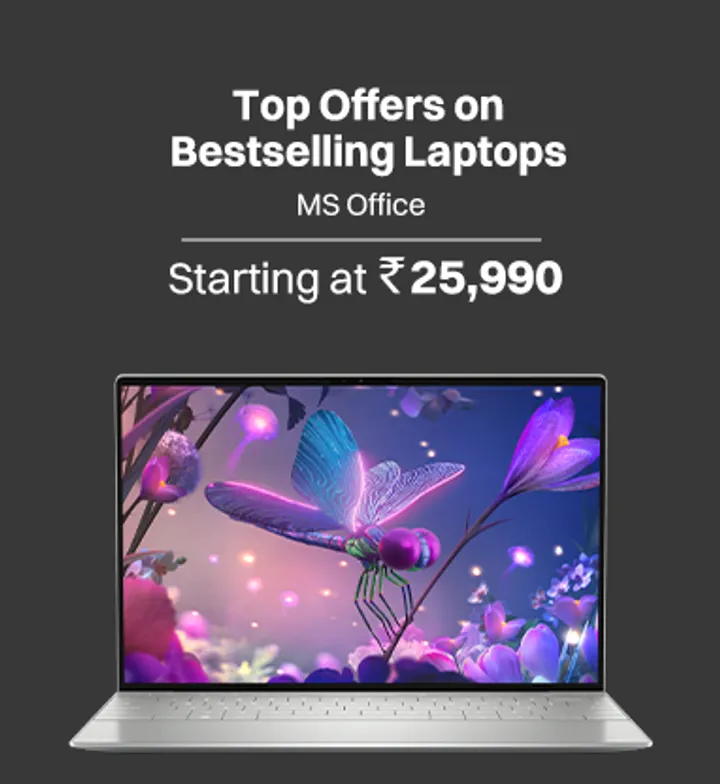 Top Offers on
Bestselling Laptops
MS Office
Starting at ₹25,990